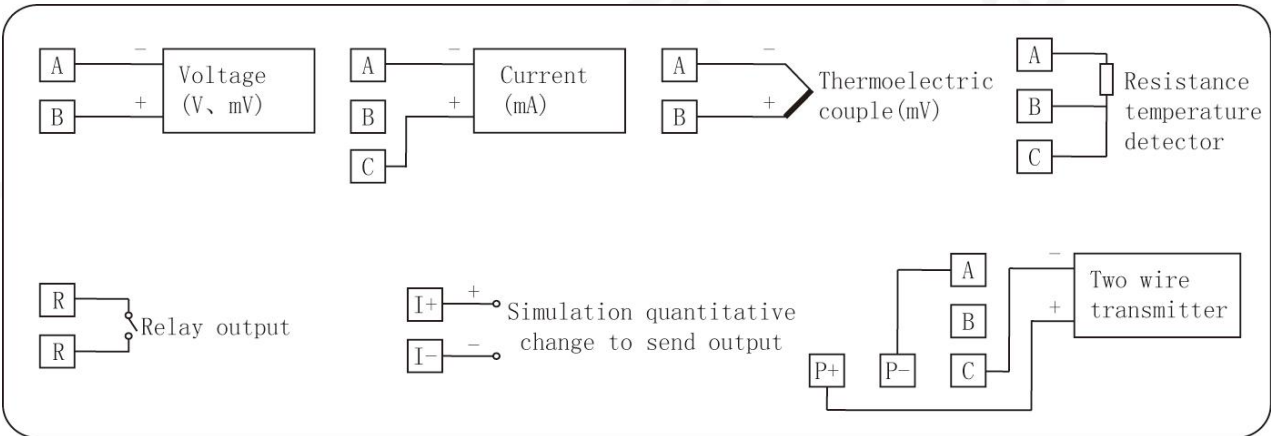 A
−
Voltage
(V、mV)
B
+
A
−
Current
(mA)
B
+
C
A
−
Thermoelectric
couple(mV)
B
+
A
Resistance
temperature
detector
B
C
R
R
Relay output
I+
+
I−
−
Simulation quantitative
change to send output
A
−
Two wire
transmitter
B
+
P+
P−
C